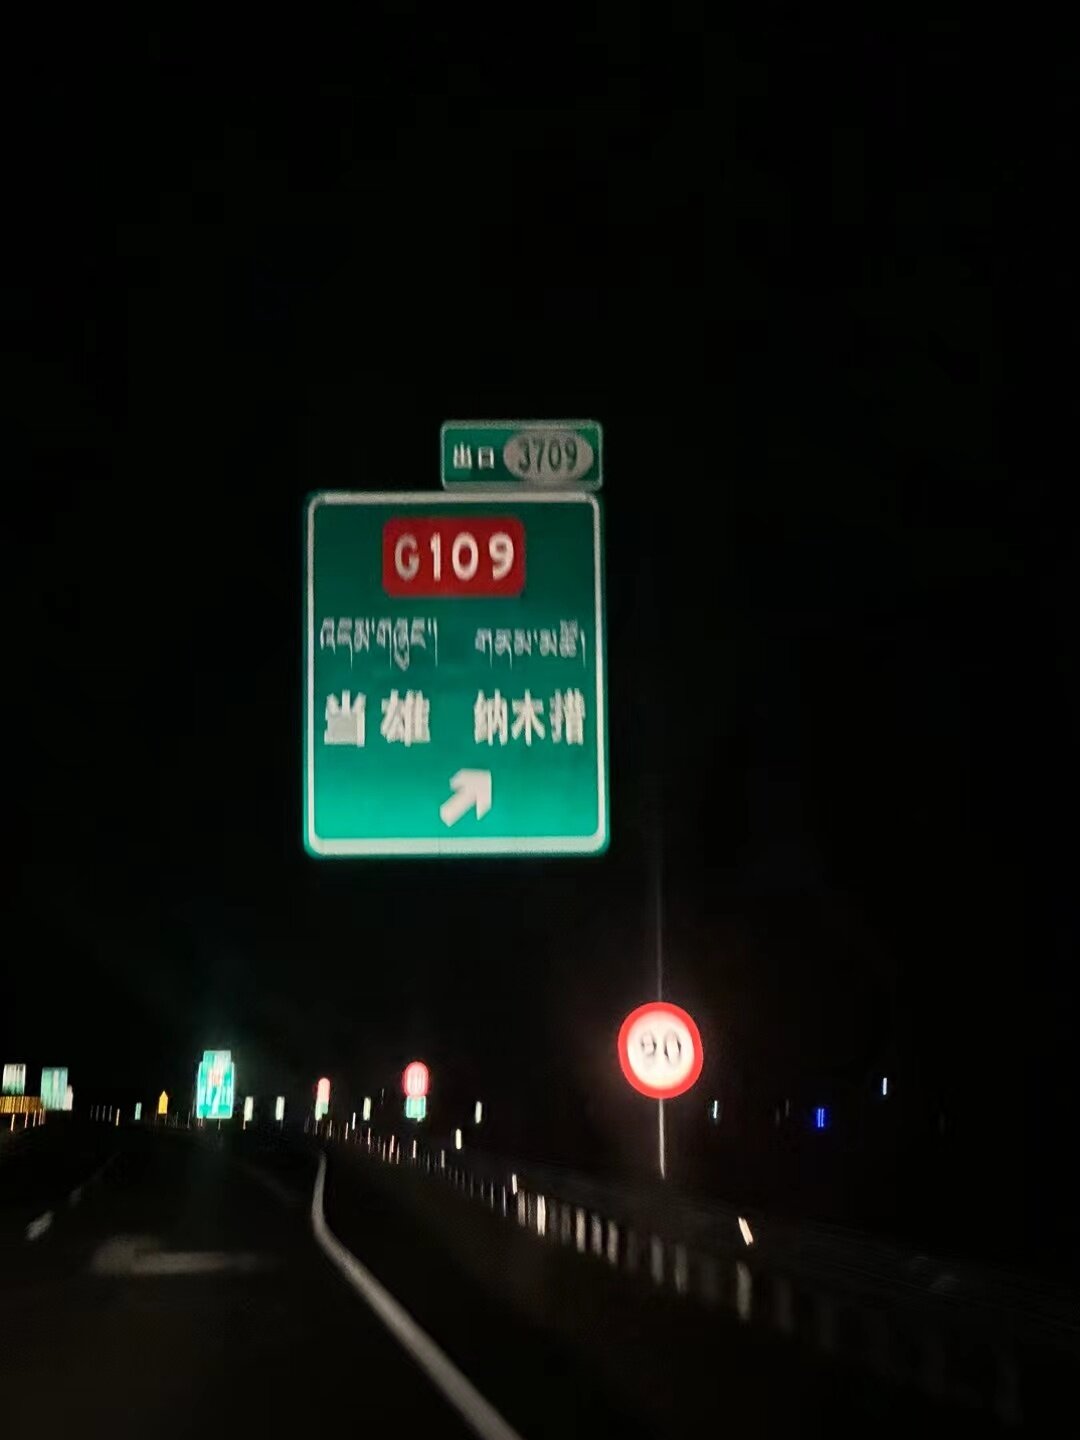 出口 3709
G109
འདམ་གཞུང་། གནམ་མཚོ།
当雄 纳木措
90